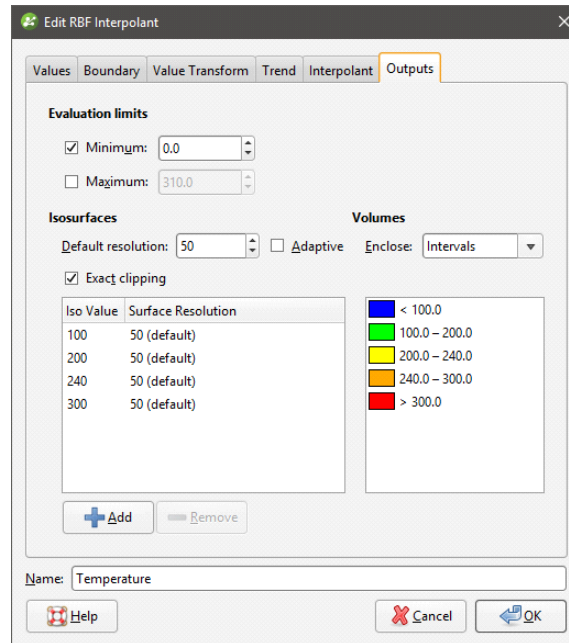 Edit RBF Interpolant
Values Boundary Value Transform Trend Interpolant Outputs
Evaluation limits
Minimum: 0.0
Maximum: 310.0
Isosurfaces Volumes
Default resolution: 50 Adaptive Enclose: Intervals
Exact clipping
Iso Value Surface Resolution
100 50 (default)
200 50 (default)
240 50 (default)
300 50 (default)
< 100.0
100.0 – 200.0
200.0 – 240.0
240.0 – 300.0
> 300.0
Add Remove
Name: Temperature
Help Cancel OK